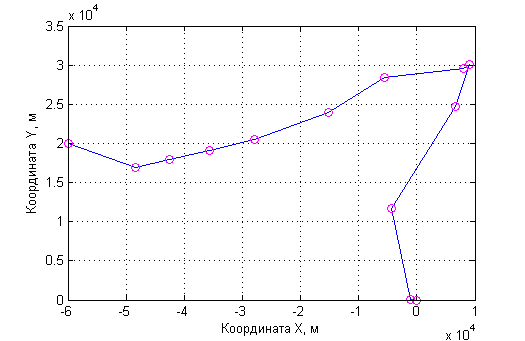 x 10^4
3.5
3
2.5
2
1.5
1
0.5
0
Координата Y, м
-6 -5 -4 -3 -2 -1 0 1
Координата X, м
x 10^4